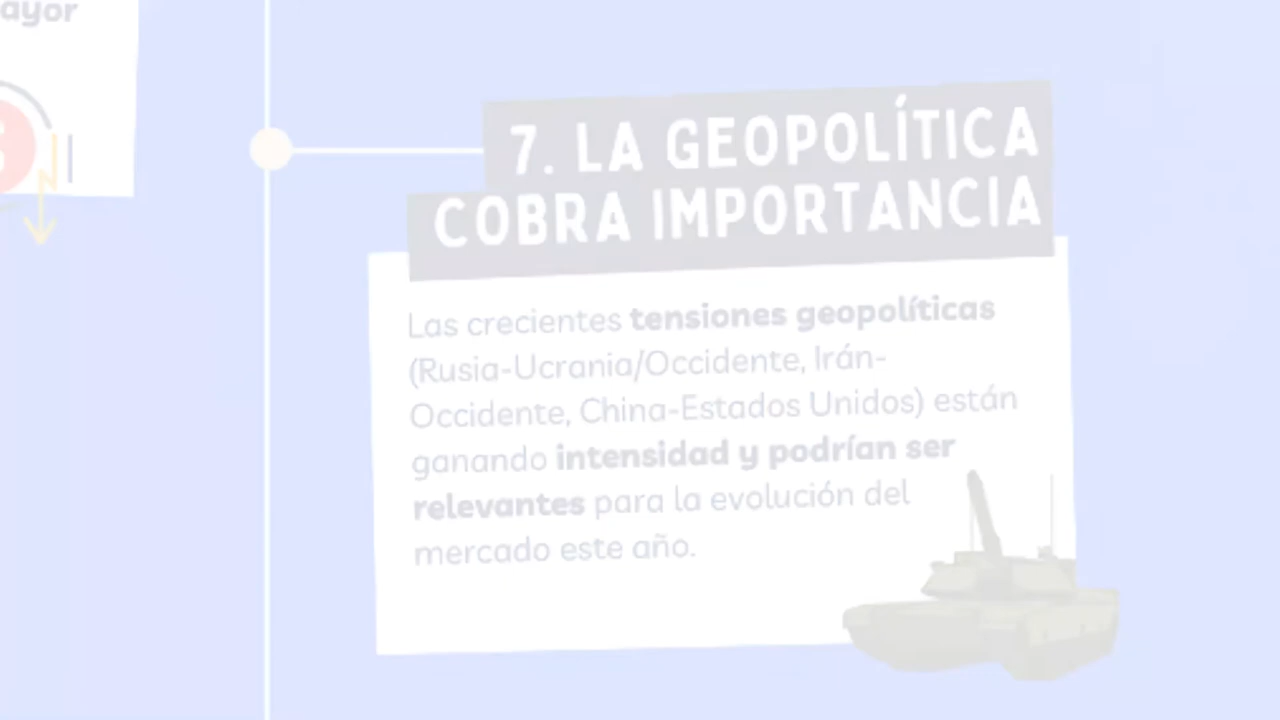 ayor
7. LA GEOPOLÍTICA
COBRA IMPORTANCIA
Las crecientes tensiones geopolíticas
(Rusia-Ucrania/Occidente, Irán-
Occidente, China-Estados Unidos) están
ganando intensidad y podrían ser
relevantes para la evolución del
mercado este año.